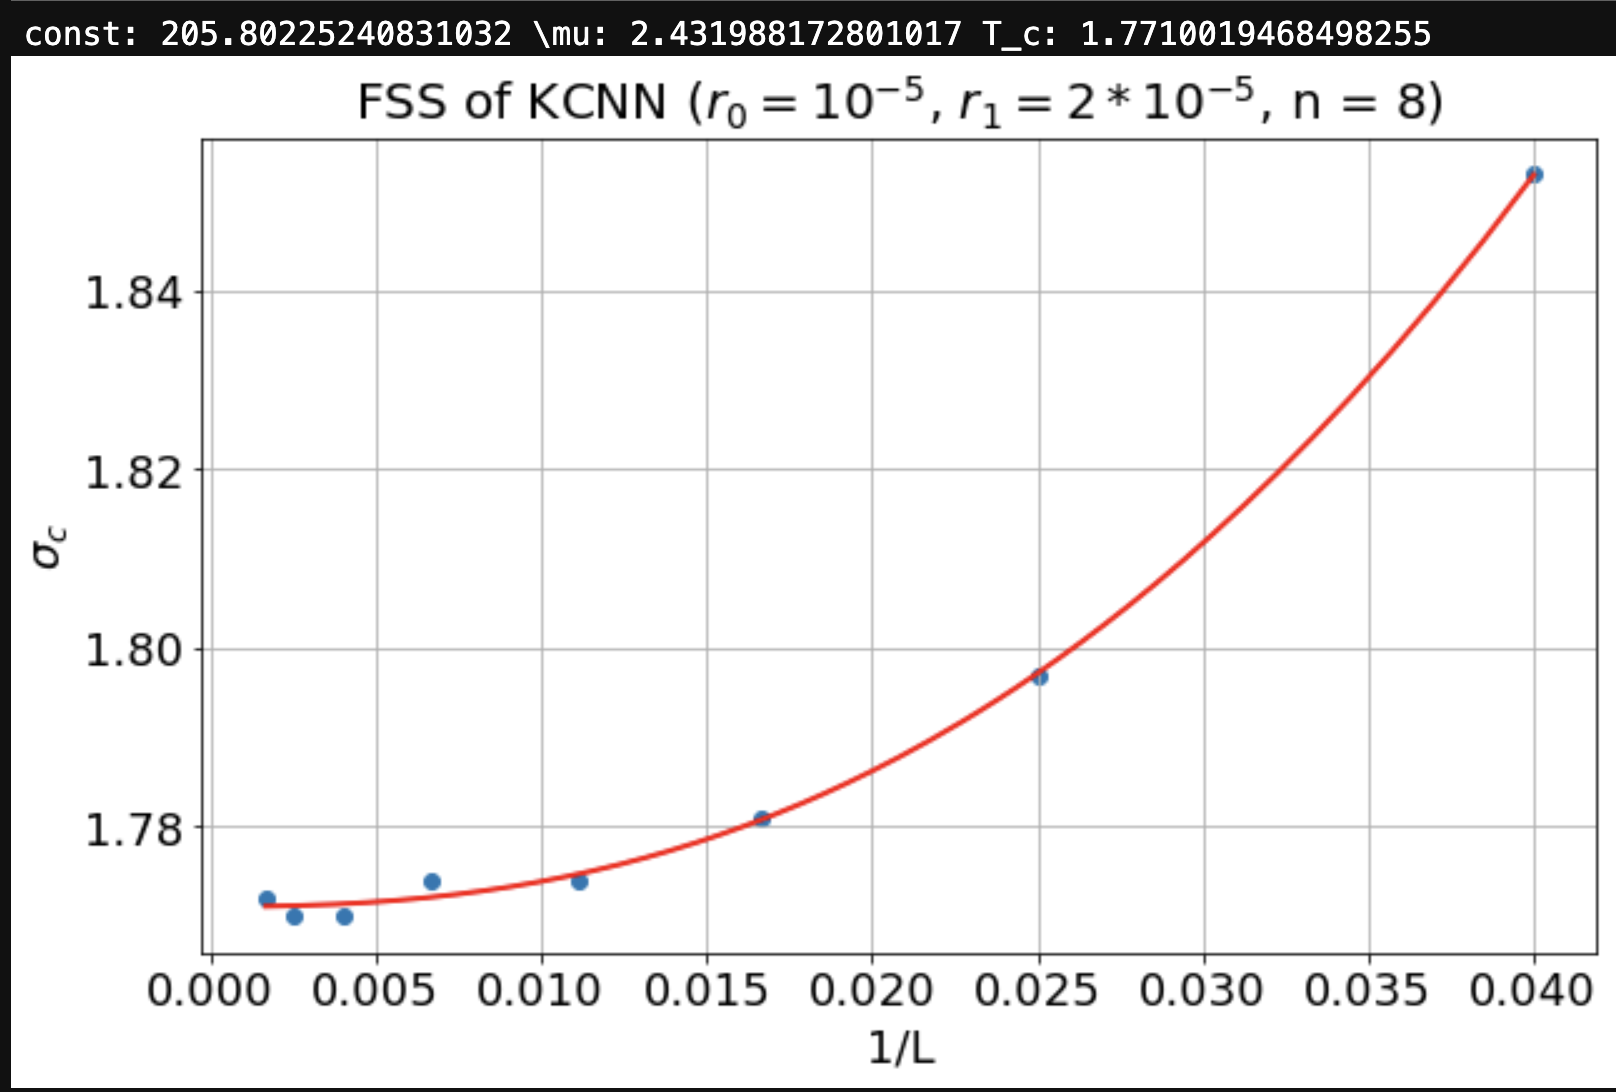 const: 205.80225240831032 \mu: 2.431988172801017 T_c: 1.7710019468498255
FSS of KCNN (r₀ = 10⁻⁵, r₁ = 2 * 10⁻⁵, n = 8)
1.84
1.82
1.80
1.78
σ_c
0.000 0.005 0.010 0.015 0.020 0.025 0.030 0.035 0.040
1/L